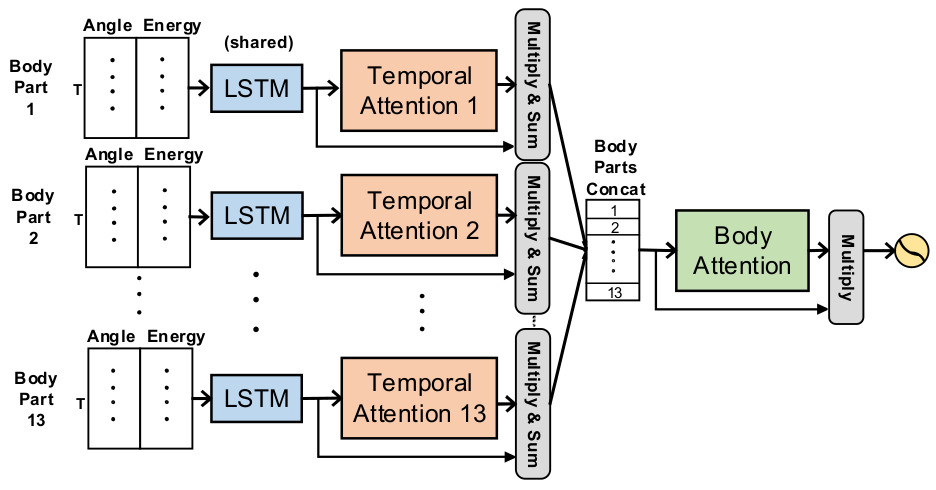 Angle Energy
Body
Part
1
T
(shared)
LSTM
Temporal
Attention 1
Multiply & Sum
Angle Energy
Body
Part
2
T
LSTM
Temporal
Attention 2
Multiply & Sum
Body
Parts
Concat
1
2
13
Body
Attention
Multiply
Angle Energy
Body
Part
13
T
LSTM
Temporal
Attention 13
Multiply & Sum